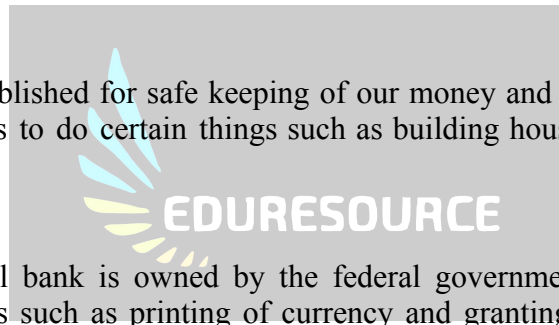 blished for safe keeping of our money and
s to do certain things such as building hous
EDURESOURCE
l bank is owned by the federal governme
s such as printing of currency and granting